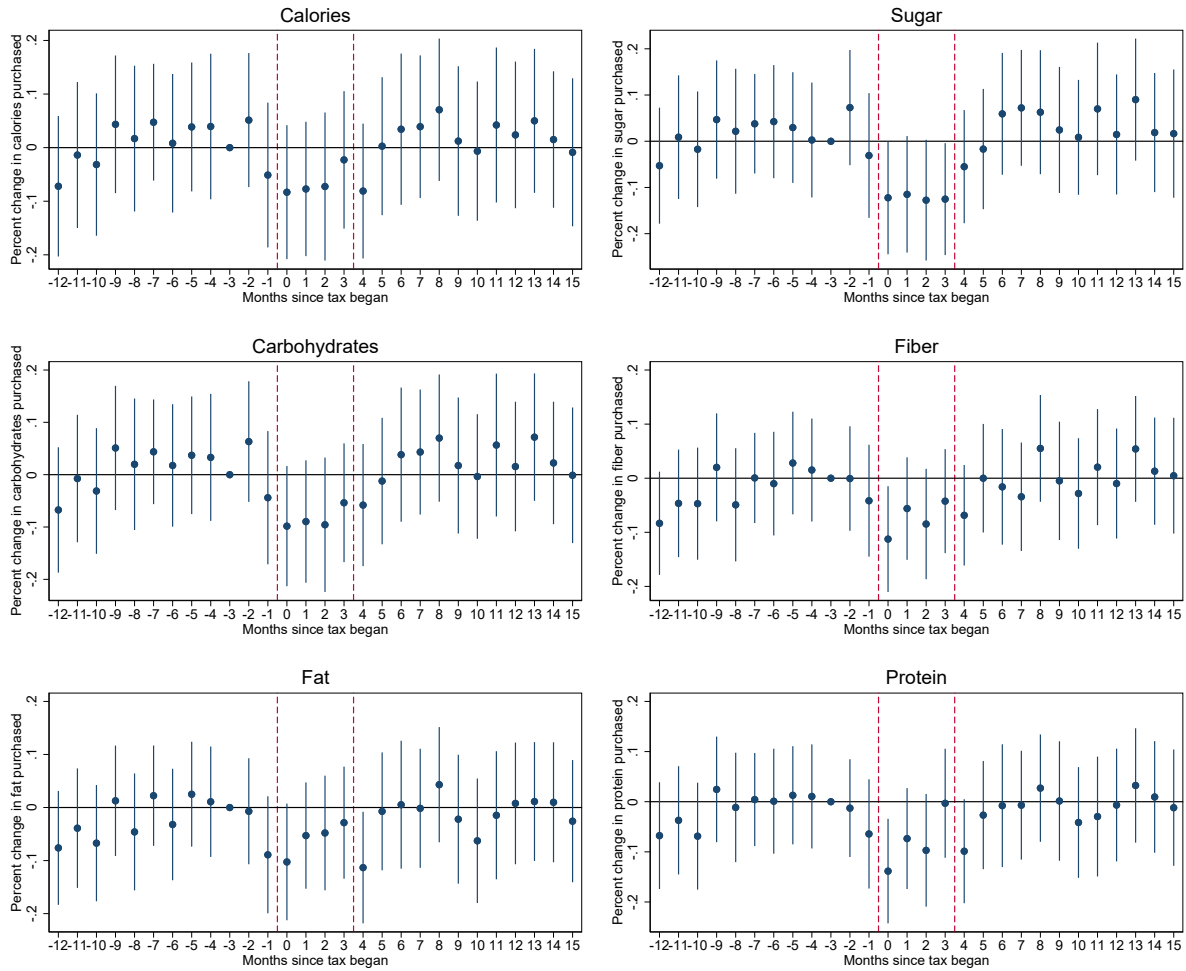 Calories
Percent change in calories purchased
.2
.1
0
-.1
-.2
-12 -11 -10 -9 -8 -7 -6 -5 -4 -3 -2 -1 0 1 2 3 4 5 6 7 8 9 10 11 12 13 14 15
Months since tax began
Sugar
Percent change in sugar purchased
.2
.1
0
-.1
-.2
-12 -11 -10 -9 -8 -7 -6 -5 -4 -3 -2 -1 0 1 2 3 4 5 6 7 8 9 10 11 12 13 14 15
Months since tax began
Carbohydrates
Percent change in carbohydrates purchased
.2
.1
0
-.1
-.2
-12 -11 -10 -9 -8 -7 -6 -5 -4 -3 -2 -1 0 1 2 3 4 5 6 7 8 9 10 11 12 13 14 15
Months since tax began
Fiber
Percent change in fiber purchased
.2
.1
0
-.1
-.2
-12 -11 -10 -9 -8 -7 -6 -5 -4 -3 -2 -1 0 1 2 3 4 5 6 7 8 9 10 11 12 13 14 15
Months since tax began
Fat
Percent change in fat purchased
.2
.1
0
-.1
-.2
-12 -11 -10 -9 -8 -7 -6 -5 -4 -3 -2 -1 0 1 2 3 4 5 6 7 8 9 10 11 12 13 14 15
Months since tax began
Protein
Percent change in protein purchased
.2
.1
0
-.1
-.2
-12 -11 -10 -9 -8 -7 -6 -5 -4 -3 -2 -1 0 1 2 3 4 5 6 7 8 9 10 11 12 13 14 15
Months since tax began